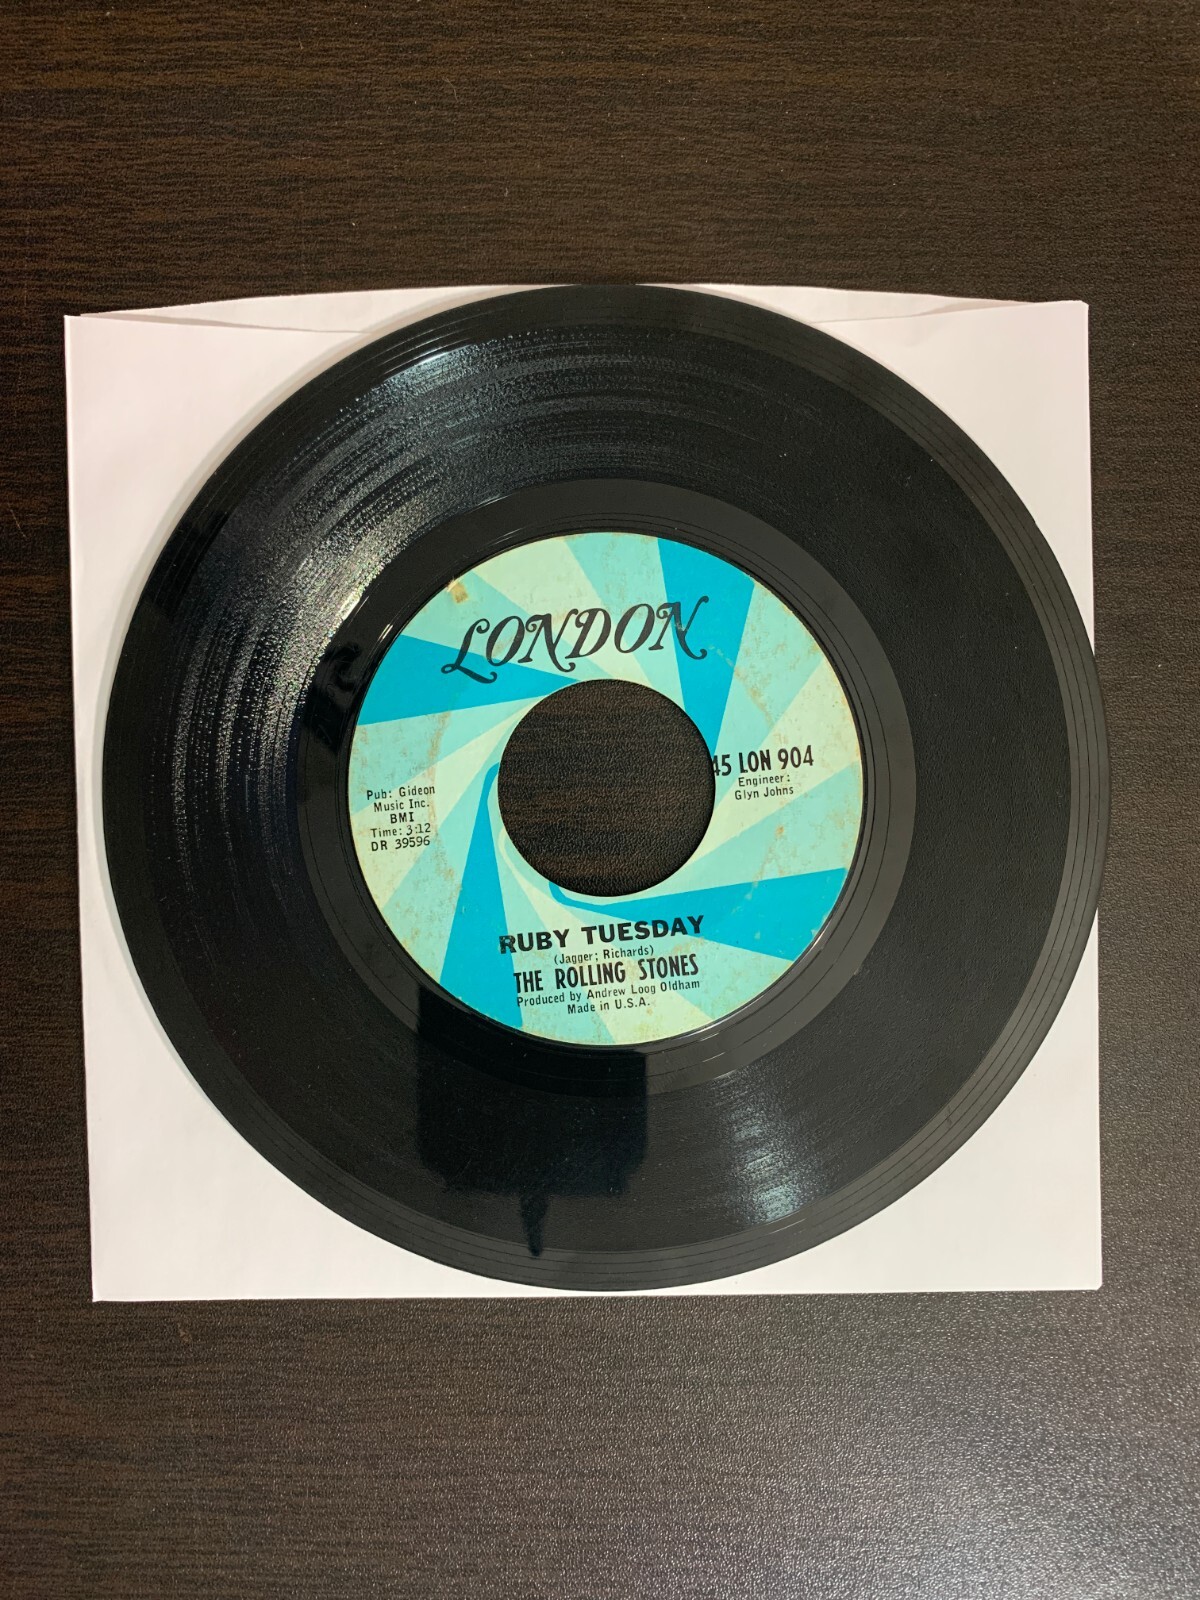 LONDON
45 LON 904
Engineer:
Glyn Johns
Pub: Gideon
Music Inc.
BMI
Time: 3:12
DR 39596
RUBY TUESDAY
(Jagger; Richards)
THE ROLLING STONES
Produced by Andrew Loog Oldham
Made in U.S.A.